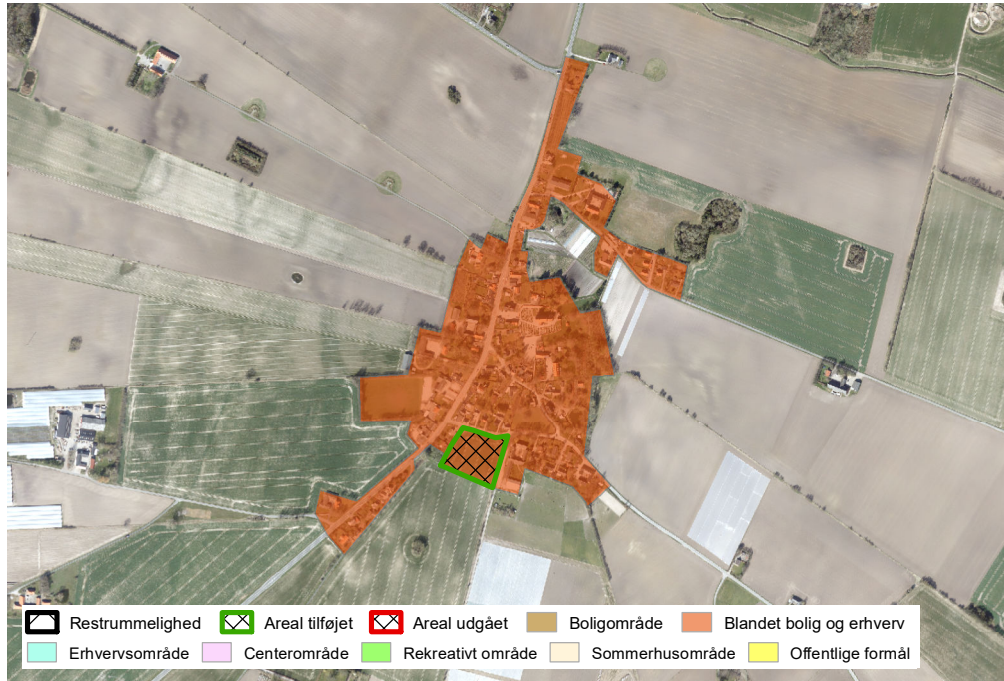 Restrummelighed Areal tilføjet Areal udgået Boligområde Blandet bolig og erhverv
Erhvervsområde Centerområde Rekreativt område Sommerhusområde Offentlige formål